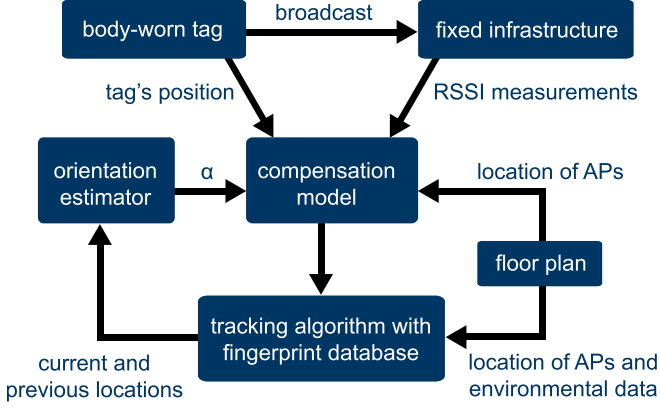 broadcast
body-worn tag
fixed infrastructure
tag's position
RSSI measurements
orientation
estimator
α
compensation
model
location of APs
floor plan
tracking algorithm with
fingerprint database
current and
previous locations
location of APs and
environmental data